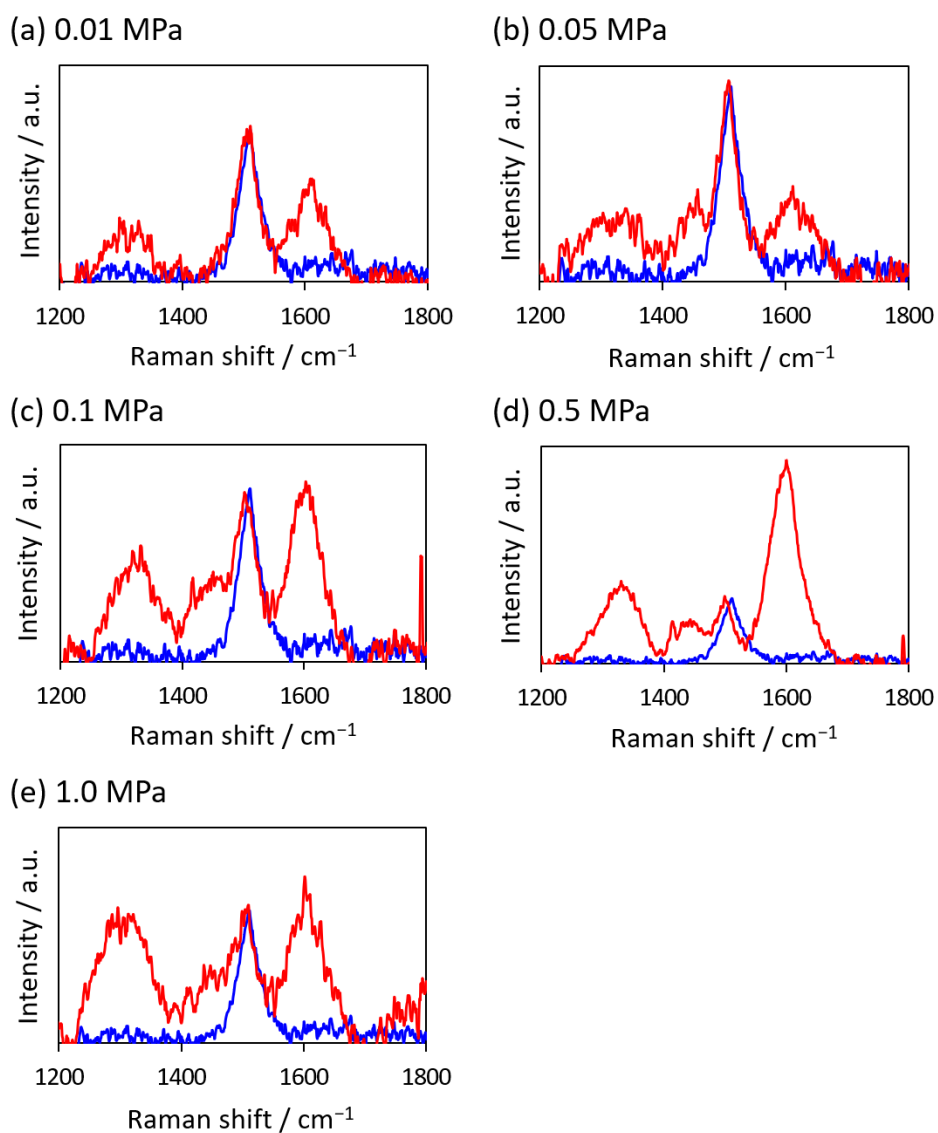 (a) 0.01 MPa
Intensity / a.u.
1200 1400 1600 1800
Raman shift / cm⁻¹
(b) 0.05 MPa
Intensity / a.u.
1200 1400 1600 1800
Raman shift / cm⁻¹
(c) 0.1 MPa
Intensity / a.u.
1200 1400 1600 1800
Raman shift / cm⁻¹
(d) 0.5 MPa
Intensity / a.u.
1200 1400 1600 1800
Raman shift / cm⁻¹
(e) 1.0 MPa
Intensity / a.u.
1200 1400 1600 1800
Raman shift / cm⁻¹